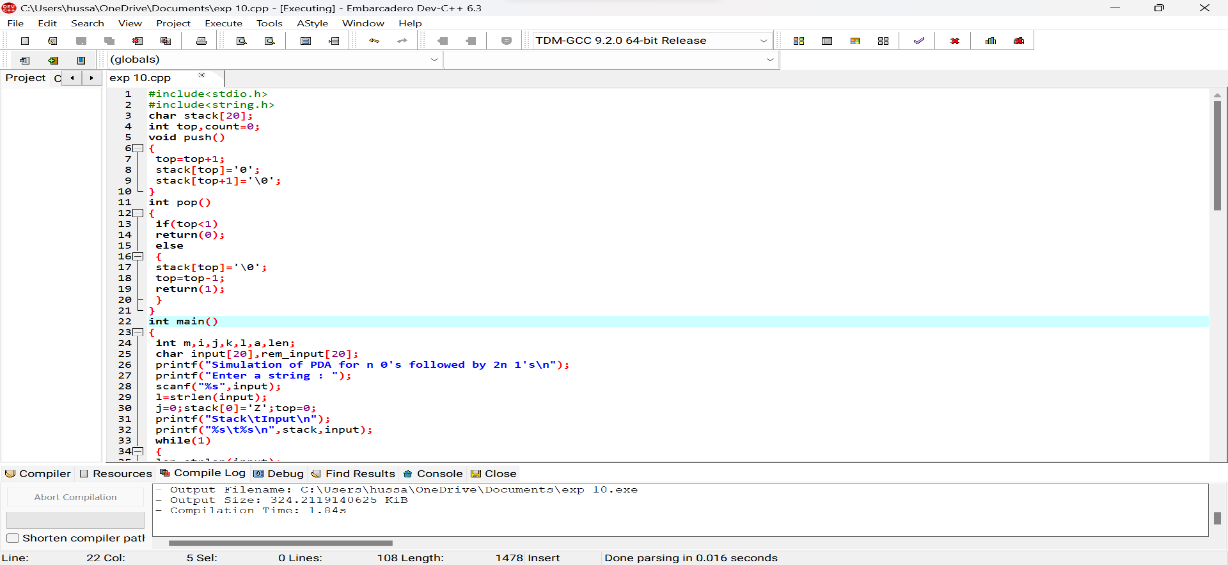 C:\Users\hussa\OneDrive\Documents\exp 10.cpp - [Executing] - Embarcadero Dev-C++ 6.3
File Edit Search View Project Execute Tools AStyle Window Help
TDM-GCC 9.2.0 64-bit Release
(globals)
Project C exp 10.cpp
1 #include<stdio.h>
2 #include<string.h>
3 char stack[20];
4 int top,count=0;
5 void push()
6 {
7 top=top+1;
8 stack[top]='0';
9 stack[top+1]='\0';
10 }
11 int pop()
12 {
13 if(top<1)
14 return(0);
15 else
16 {
17 stack[top]='\0';
18 top=top-1;
19 return(1);
20 }
21 }
22 int main()
23 {
24 int m,i,j,k,l,a,len;
25 char input[20],rem_input[20];
26 printf("Simulation of PDA for n 0's followed by 2n 1's\n");
27 printf("Enter a string : ");
28 scanf("%s",input);
29 l=strlen(input);
30 j=0;stack[0]='Z';top=0;
31 printf("Stack\tInput\n");
32 printf("%s\t%s\n",stack,input);
33 while(1)
34 {
Compiler Resources Compile Log Debug Find Results Console Close
Abort Compilation
Shorten compiler path
- Output Filename: C:\Users\hussa\OneDrive\Documents\exp 10.exe
- Output Size: 324.2119140625 KiB
- Compilation Time: 1.84s
Line: 22 Col: 5 Sel: 0 Lines: 108 Length: 1478 Insert Done parsing in 0.016 seconds